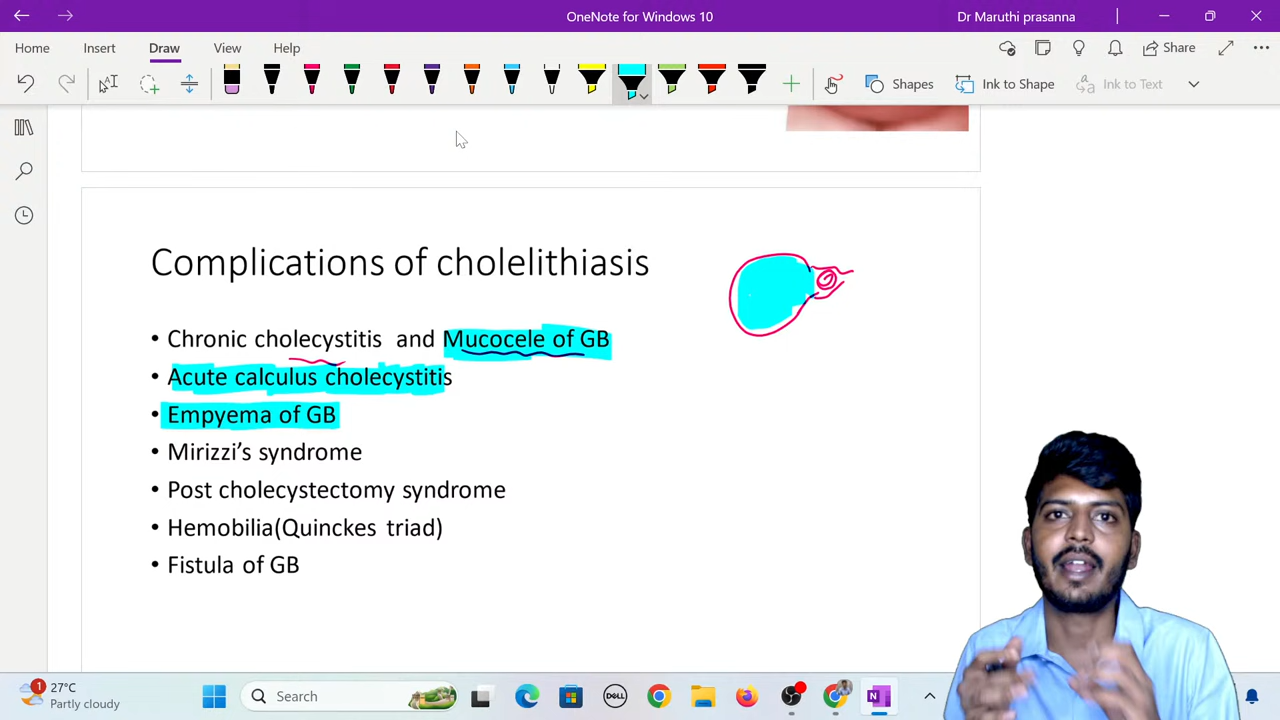 OneNote for Windows 10
Dr Maruthi prasanna
Home Insert Draw View Help
Share
Shapes Ink to Shape Ink to Text
Complications of cholelithiasis
• Chronic cholecystitis and Mucocele of GB
• Acute calculus cholecystitis
• Empyema of GB
• Mirizzi’s syndrome
• Post cholecystectomy syndrome
• Hemobilia(Quinckes triad)
• Fistula of GB
1
27°C
Partly cloudy
Search
DELL